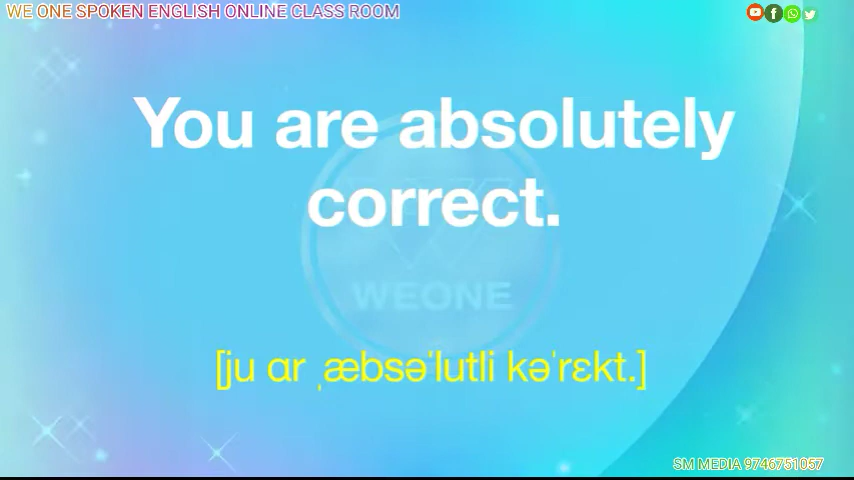 WE ONE SPOKEN ENGLISH ONLINE CLASS ROOM
You are absolutely
correct.
WEONE
[ju ɑr ˌæbsəˈlutli kəˈrɛkt.]
SM MEDIA 9746751057